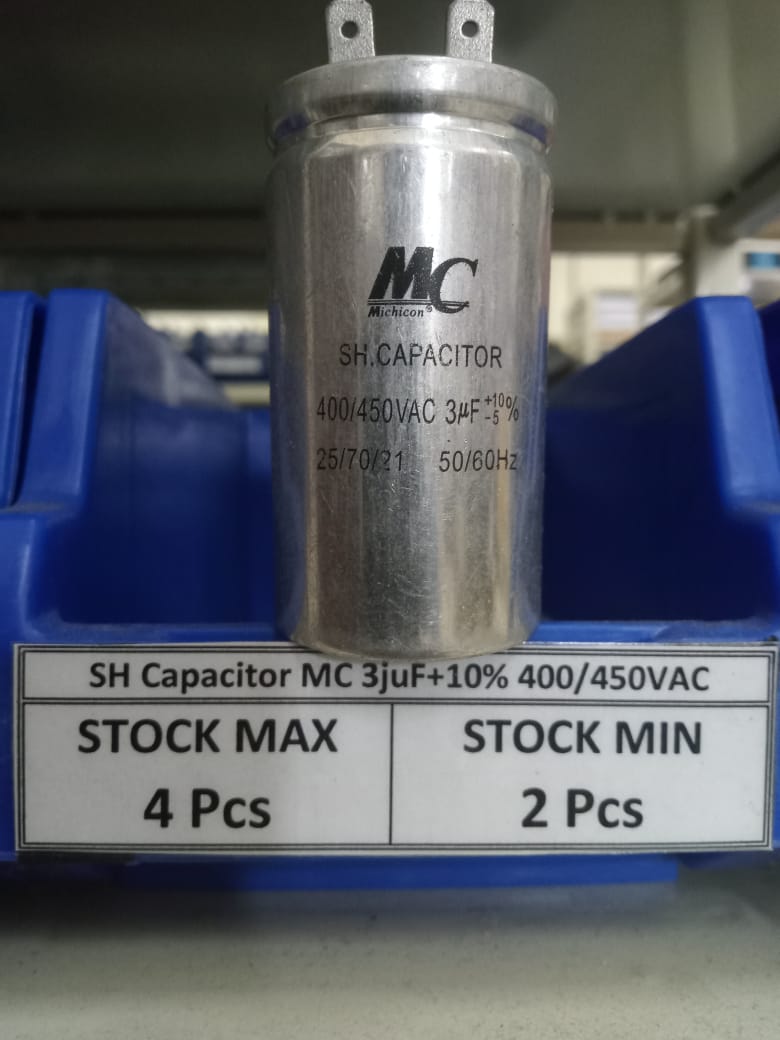 MC
Michicon®
SH.CAPACITOR
400/450VAC 3µF +10 -5 %
25/70/21 50/60Hz
SH Capacitor MC 3juF+10% 400/450VAC
STOCK MAX
4 Pcs
STOCK MIN
2 Pcs